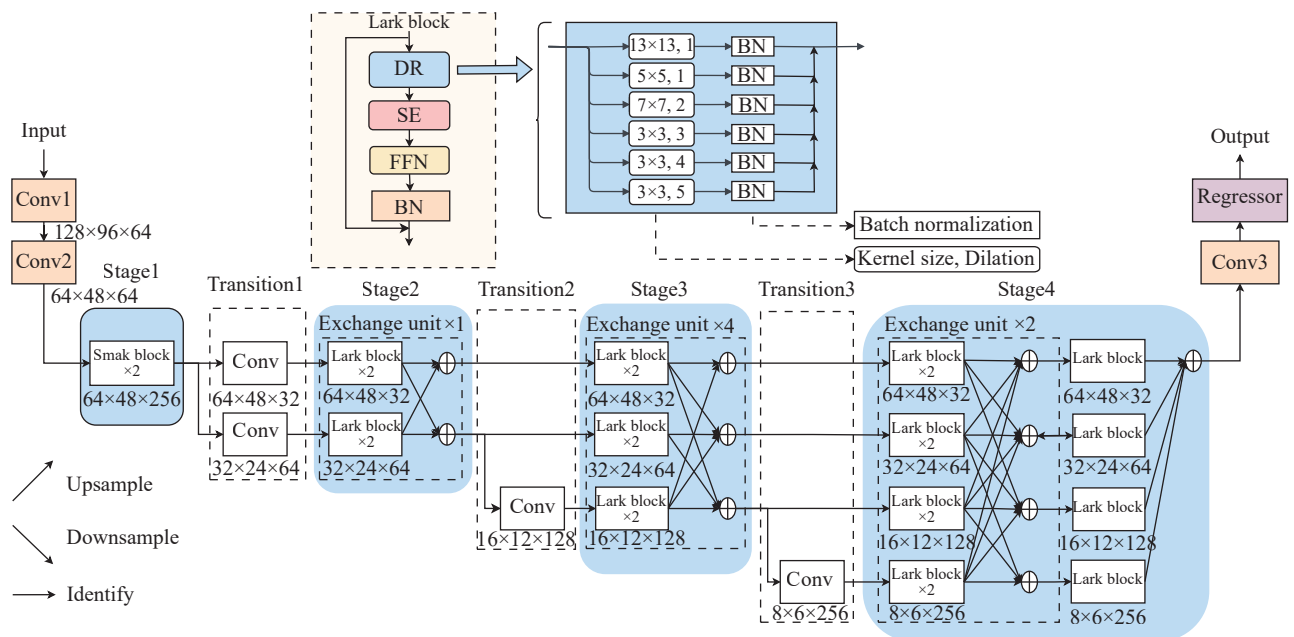 Lark block
DR
SE
FFN
BN
13×13, 1
BN
5×5, 1
BN
7×7, 2
BN
3×3, 3
BN
3×3, 4
BN
3×3, 5
BN
Batch normalization
Kernel size, Dilation
Input
Conv1
128×96×64
Conv2
64×48×64
Output
Regressor
Conv3
Stage1
Smak block
×2
64×48×256
Transition1
Conv
64×48×32
Conv
32×24×64
Stage2
Exchange unit ×1
Lark block
×2
64×48×32
Lark block
×2
32×24×64
Transition2
Conv
16×12×128
Stage3
Exchange unit ×4
Lark block
×2
64×48×32
Lark block
×2
32×24×64
Lark block
×2
16×12×128
Transition3
Conv
8×6×256
Stage4
Exchange unit ×2
Lark block
×2
64×48×32
Lark block
×2
32×24×64
Lark block
×2
16×12×128
Lark block
×2
8×6×256
Lark block
64×48×32
Lark block
32×24×64
Lark block
16×12×128
Lark block
8×6×256
Upsample
Downsample
Identify